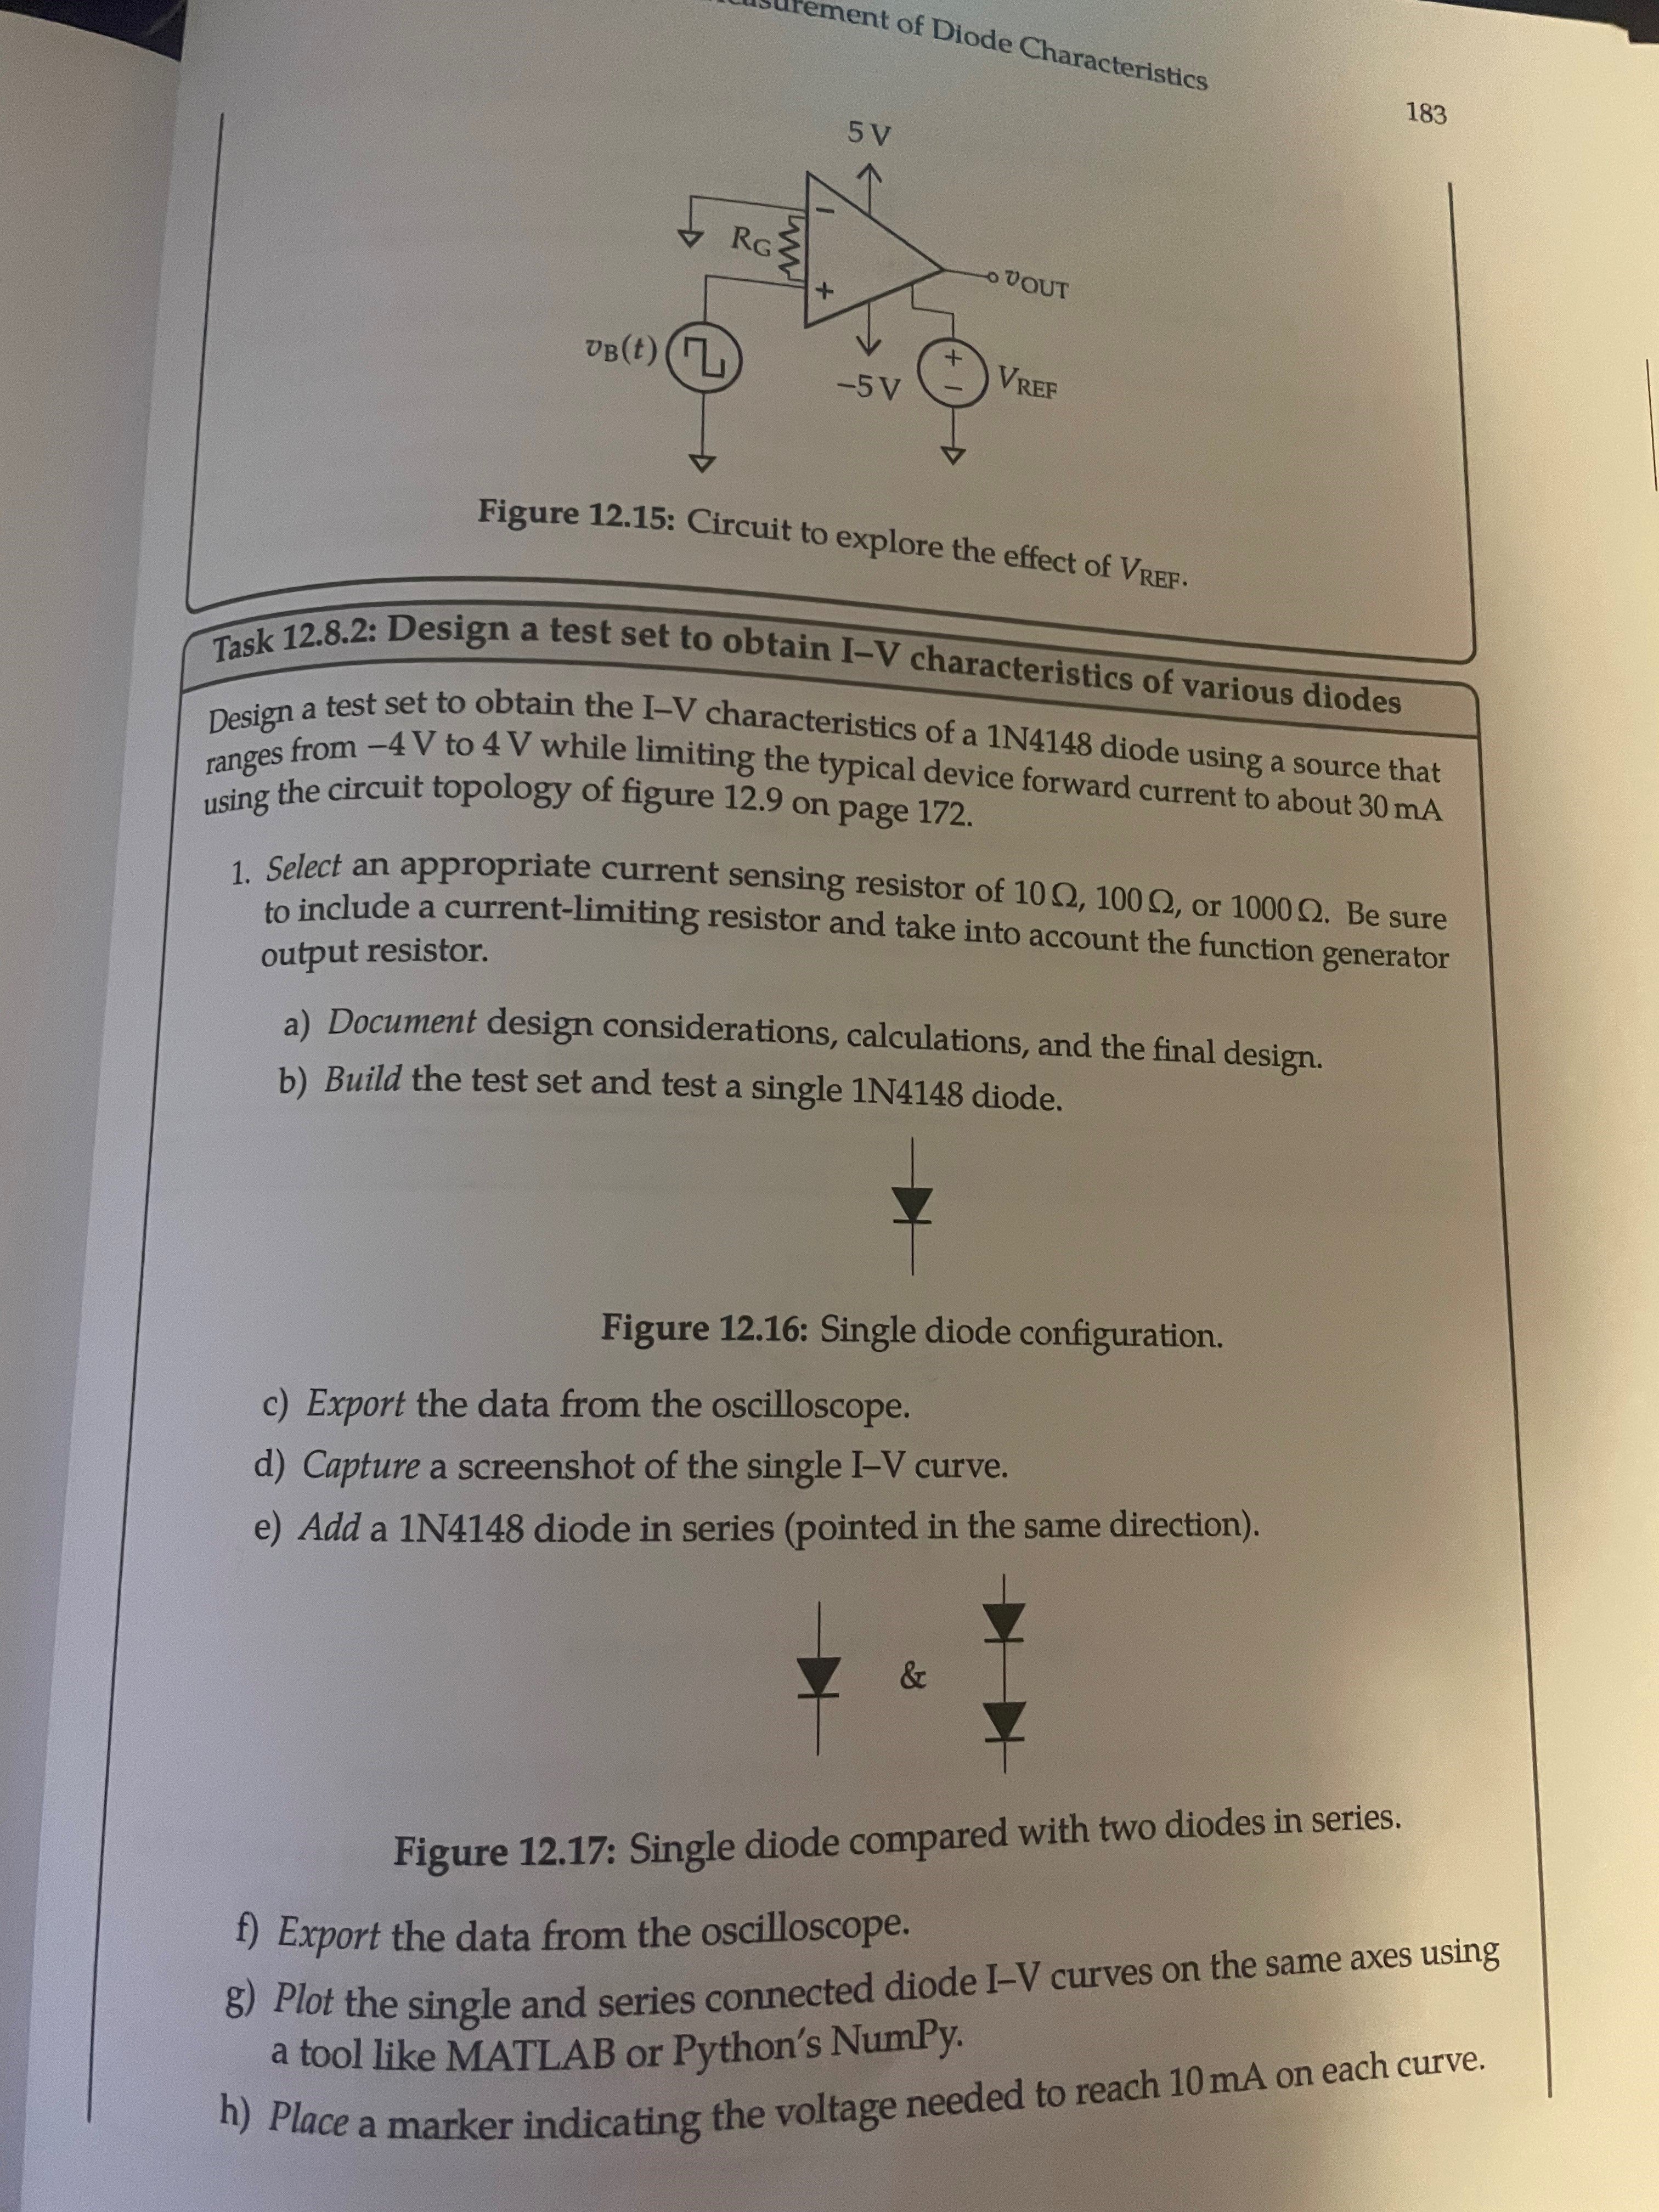 of Diode Characteristics
183
5 V
−
RG
+
vOUT
vB(t)
−5 V
+
−
VREF
Figure 12.15: Circuit to explore the effect of VREF.
Task 12.8.2: Design a test set to obtain I–V characteristics of various diodes
Design a test set to obtain the I–V characteristics of a 1N4148 diode using a source that
ranges from −4 V to 4 V while limiting the typical device forward current to about 30 mA
using the circuit topology of figure 12.9 on page 172.
1. Select an appropriate current sensing resistor of 10 Ω, 100 Ω, or 1000 Ω. Be sure
to include a current-limiting resistor and take into account the function generator
output resistor.
a) Document design considerations, calculations, and the final design.
b) Build the test set and test a single 1N4148 diode.
Figure 12.16: Single diode configuration.
c) Export the data from the oscilloscope.
d) Capture a screenshot of the single I–V curve.
e) Add a 1N4148 diode in series (pointed in the same direction).
&
Figure 12.17: Single diode compared with two diodes in series.
f) Export the data from the oscilloscope.
g) Plot the single and series connected diode I–V curves on the same axes using
a tool like MATLAB or Python's NumPy.
h) Place a marker indicating the voltage needed to reach 10 mA on each curve.